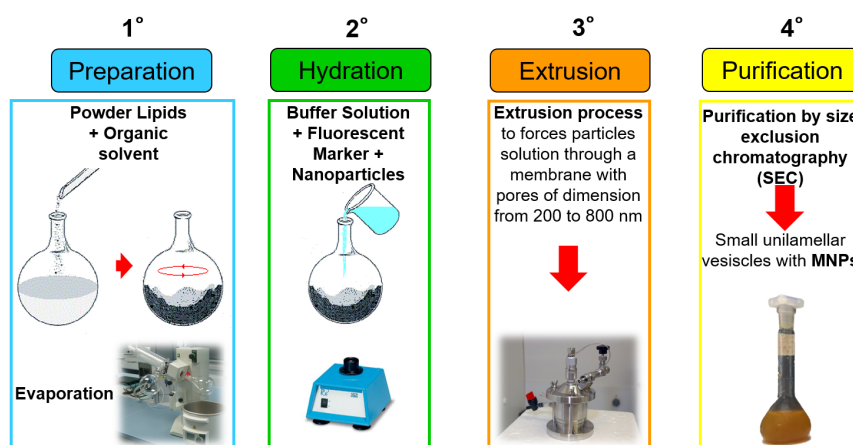 1°
Preparation
Powder Lipids
+ Organic
solvent
Evaporation
2°
Hydration
Buffer Solution
+ Fluorescent
Marker +
Nanoparticles
3°
Extrusion
Extrusion process
to forces particles
solution through a
membrane with
pores of dimension
from 200 to 800 nm
4°
Purification
Purification by size
exclusion
chromatography
(SEC)
Small unilamellar
vesiscles with MNPs